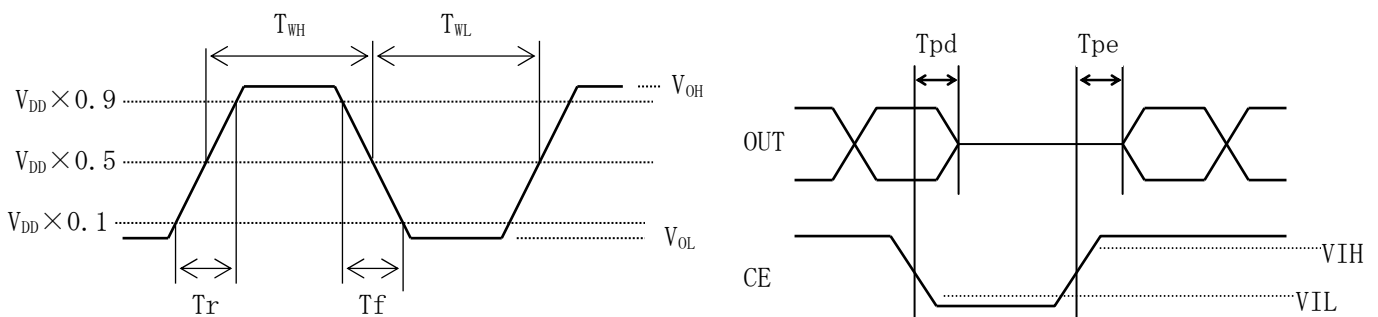 T_WH T_WL
V_DD×0.9
V_OH
V_DD×0.5
V_DD×0.1
V_OL
Tr Tf
Tpd Tpe
OUT
CE
VIH
VIL